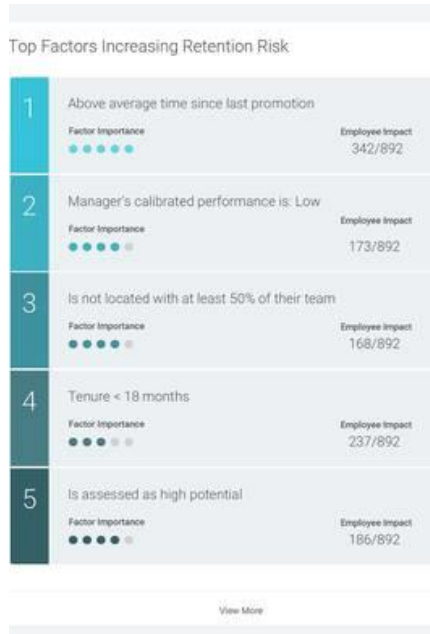 Top Factors Increasing Retention Risk
1
Above average time since last promotion
Factor Importance
Employee Impact
342/892
2
Manager's calibrated performance is: Low
Factor Importance
Employee Impact
173/892
3
Is not located with at least 50% of their team
Factor Importance
Employee Impact
168/892
4
Tenure < 18 months
Factor Importance
Employee Impact
237/892
5
Is assessed as high potential
Factor Importance
Employee Impact
186/892
View More